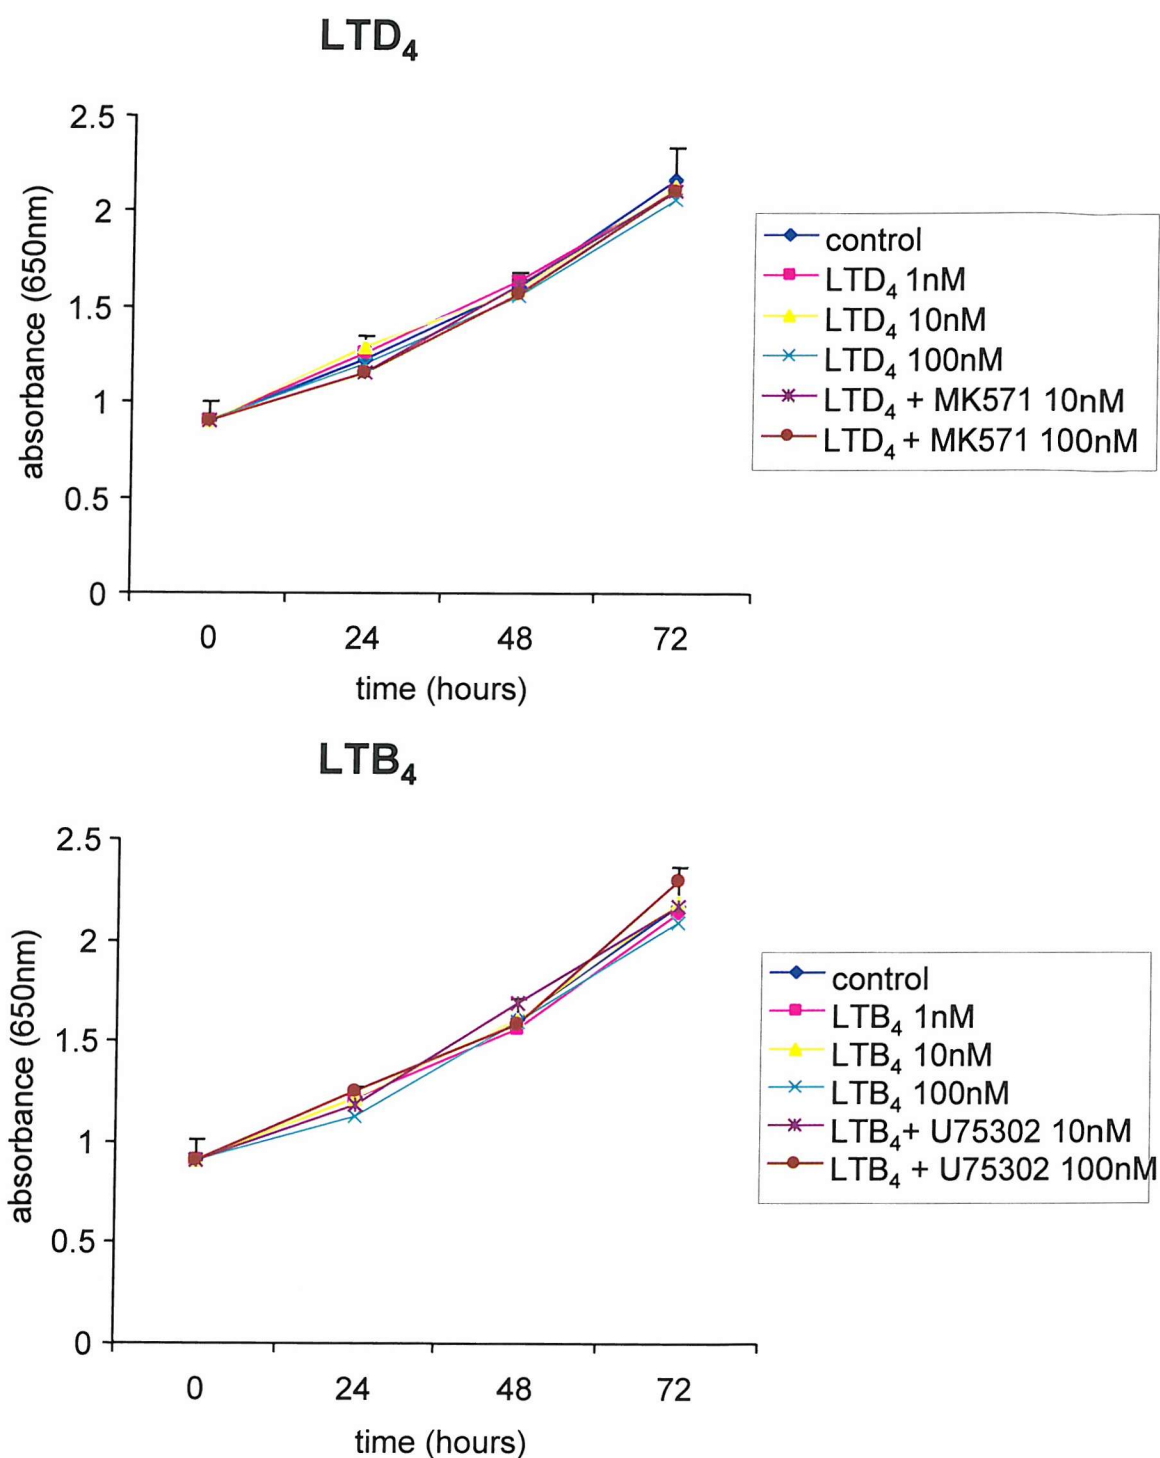 LTD₄
2.5
2
1.5
1
0.5
0
absorbance (650nm)
0 24 48 72
time (hours)
control
LTD₄ 1nM
LTD₄ 10nM
LTD₄ 100nM
LTD₄ + MK571 10nM
LTD₄ + MK571 100nM
LTB₄
2.5
2
1.5
1
0.5
0
absorbance (650nm)
0 24 48 72
time (hours)
control
LTB₄ 1nM
LTB₄ 10nM
LTB₄ 100nM
LTB₄+ U75302 10nM
LTB₄ + U75302 100nM